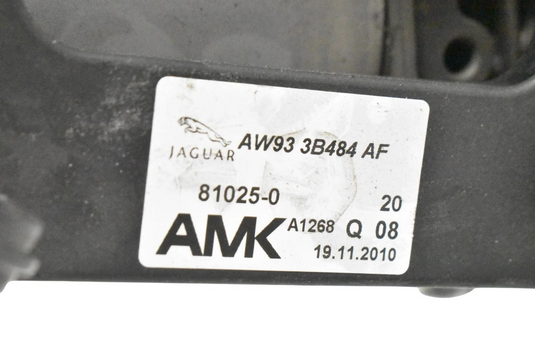 AW93 3B484 AF
JAGUAR
81025-0 20
AMK A1268 Q 08
19.11.2010